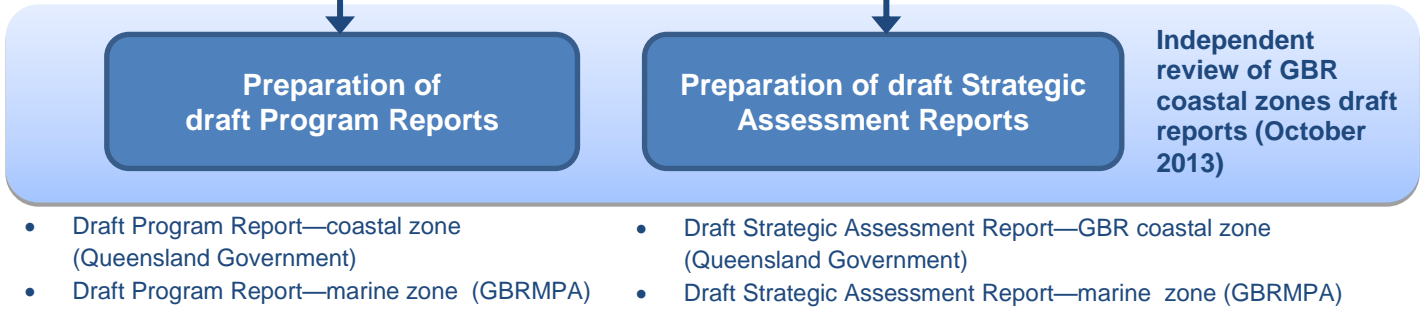 Preparation of
draft Program Reports
Preparation of draft Strategic
Assessment Reports
Independent
review of GBR
coastal zones draft
reports (October
2013)
• Draft Program Report—coastal zone
(Queensland Government)
• Draft Program Report—marine zone (GBRMPA)
• Draft Strategic Assessment Report—GBR coastal zone
(Queensland Government)
• Draft Strategic Assessment Report—marine zone (GBRMPA)